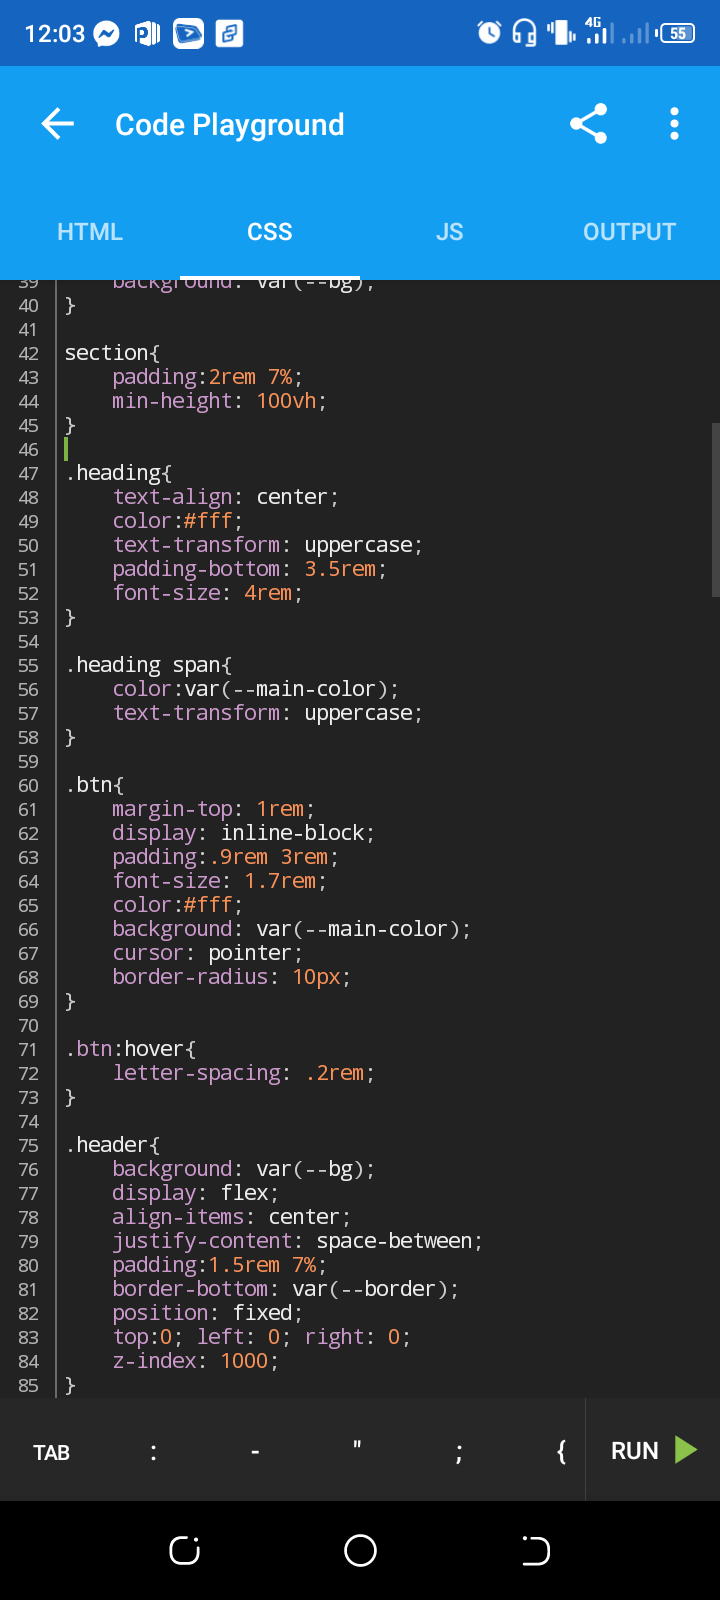 12:03
4G
55
Code Playground
HTML CSS JS OUTPUT
39 background: var(--bg);
40 }
41
42 section{
43 padding:2rem 7%;
44 min-height: 100vh;
45 }
46
47 .heading{
48 text-align: center;
49 color:#fff;
50 text-transform: uppercase;
51 padding-bottom: 3.5rem;
52 font-size: 4rem;
53 }
54
55 .heading span{
56 color:var(--main-color);
57 text-transform: uppercase;
58 }
59
60 .btn{
61 margin-top: 1rem;
62 display: inline-block;
63 padding:.9rem 3rem;
64 font-size: 1.7rem;
65 color:#fff;
66 background: var(--main-color);
67 cursor: pointer;
68 border-radius: 10px;
69 }
70
71 .btn:hover{
72 letter-spacing: .2rem;
73 }
74
75 .header{
76 background: var(--bg);
77 display: flex;
78 align-items: center;
79 justify-content: space-between;
80 padding:1.5rem 7%;
81 border-bottom: var(--border);
82 position: fixed;
83 top:0; left: 0; right: 0;
84 z-index: 1000;
85 }
TAB : - " ; { RUN